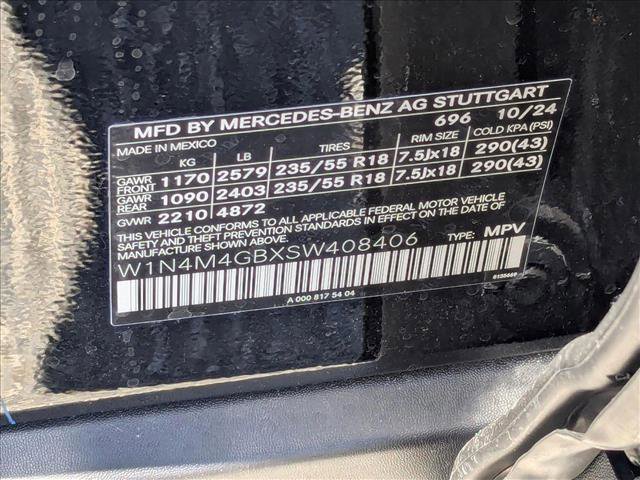 MFD BY MERCEDES-BENZ AG STUTTGART
MADE IN MEXICO 696 10/24
KG LB TIRES RIM SIZE COLD KPA(PSI)
GAWR FRONT 1170 2579 235/55 R18 7.5Jx18 290(43)
GAWR REAR 1090 2403 235/55 R18 7.5Jx18 290(43)
GVWR 2210 4872
THIS VEHICLE CONFORMS TO ALL APPLICABLE FEDERAL MOTOR VEHICLE
SAFETY AND THEFT PREVENTION STANDARDS IN EFFECT ON THE DATE OF
MANUFACTURE SHOWN ABOVE.
W1N4M4GBXSW408406 TYPE: MPV
A 000 817 54 04